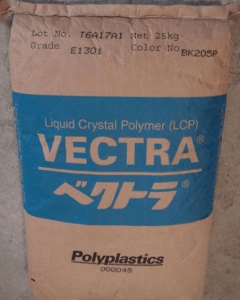 Lot No. T6A17A1 Net 25kg
Grade E130i Color No. BK205P
Liquid Crystal Polymer (LCP)
VECTRA®
ベクトラ®
Polyplastics
000045